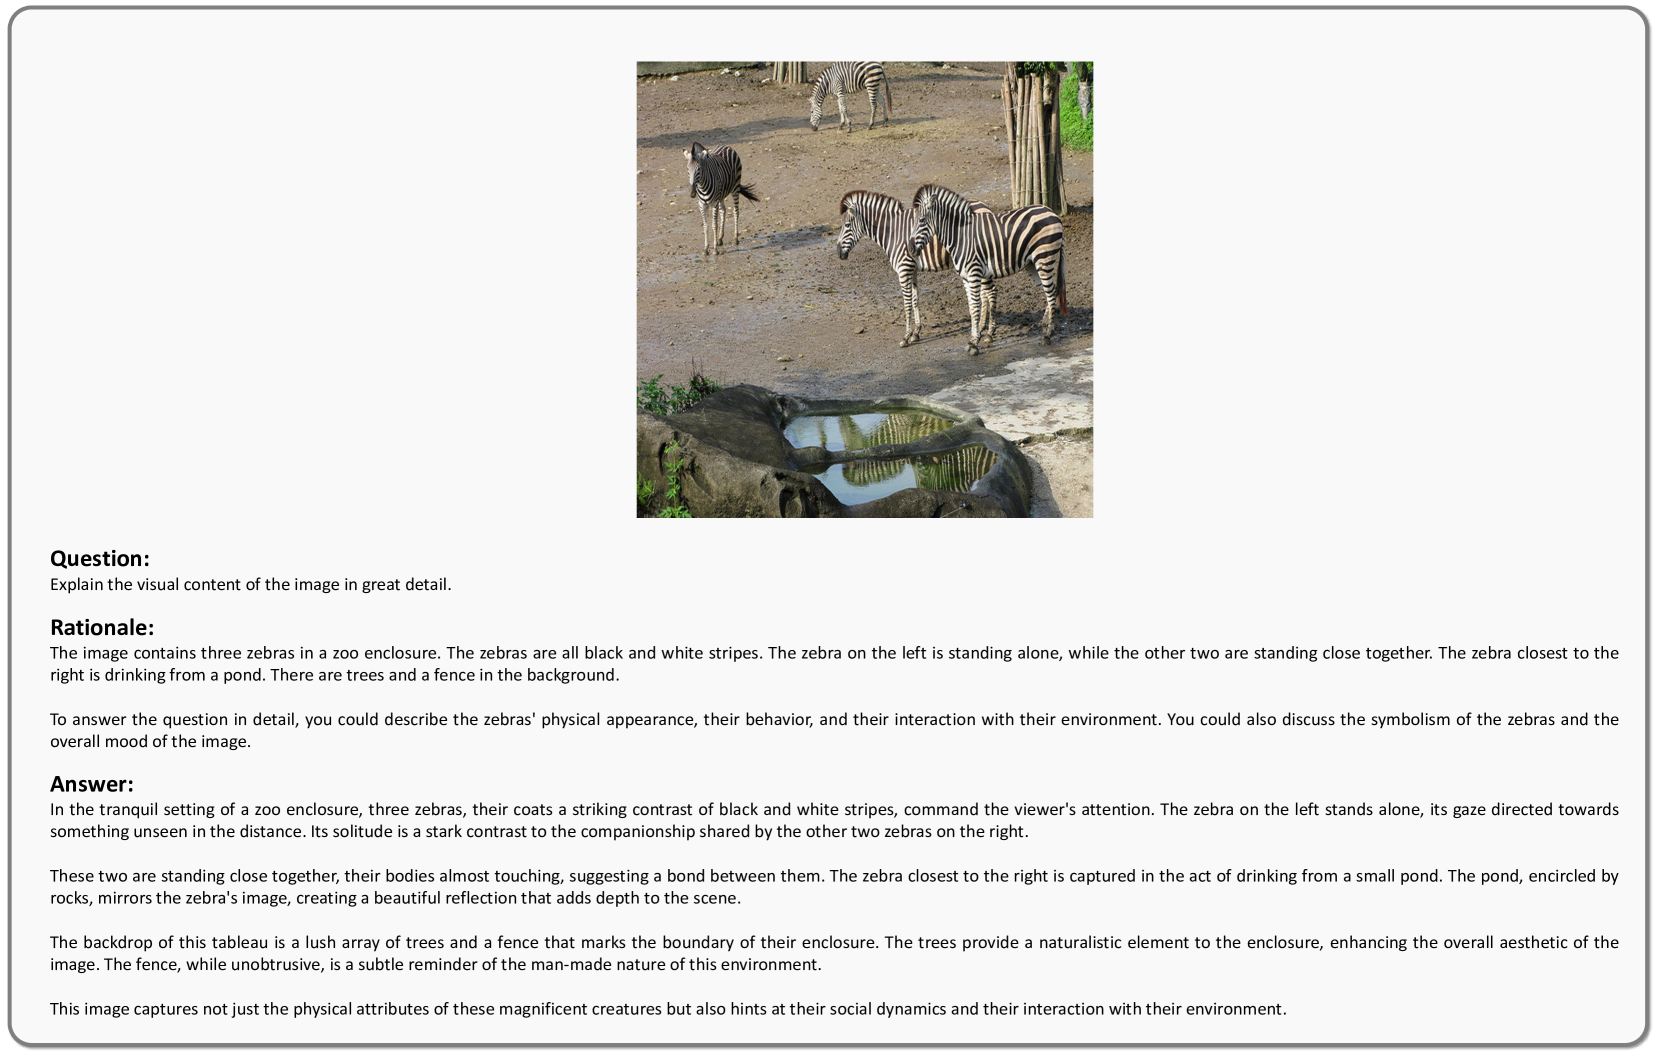 Question:
Explain the visual content of the image in great detail.
Rationale:
The image contains three zebras in a zoo enclosure. The zebras are all black and white stripes. The zebra on the left is standing alone, while the other two are standing close together. The zebra closest to the
right is drinking from a pond. There are trees and a fence in the background.
To answer the question in detail, you could describe the zebras' physical appearance, their behavior, and their interaction with their environment. You could also discuss the symbolism of the zebras and the
overall mood of the image.
Answer:
In the tranquil setting of a zoo enclosure, three zebras, their coats a striking contrast of black and white stripes, command the viewer's attention. The zebra on the left stands alone, its gaze directed towards
something unseen in the distance. Its solitude is a stark contrast to the companionship shared by the other two zebras on the right.
These two are standing close together, their bodies almost touching, suggesting a bond between them. The zebra closest to the right is captured in the act of drinking from a small pond. The pond, encircled by
rocks, mirrors the zebra's image, creating a beautiful reflection that adds depth to the scene.
The backdrop of this tableau is a lush array of trees and a fence that marks the boundary of their enclosure. The trees provide a naturalistic element to the enclosure, enhancing the overall aesthetic of the
image. The fence, while unobtrusive, is a subtle reminder of the man-made nature of this environment.
This image captures not just the physical attributes of these magnificent creatures but also hints at their social dynamics and their interaction with their environment.